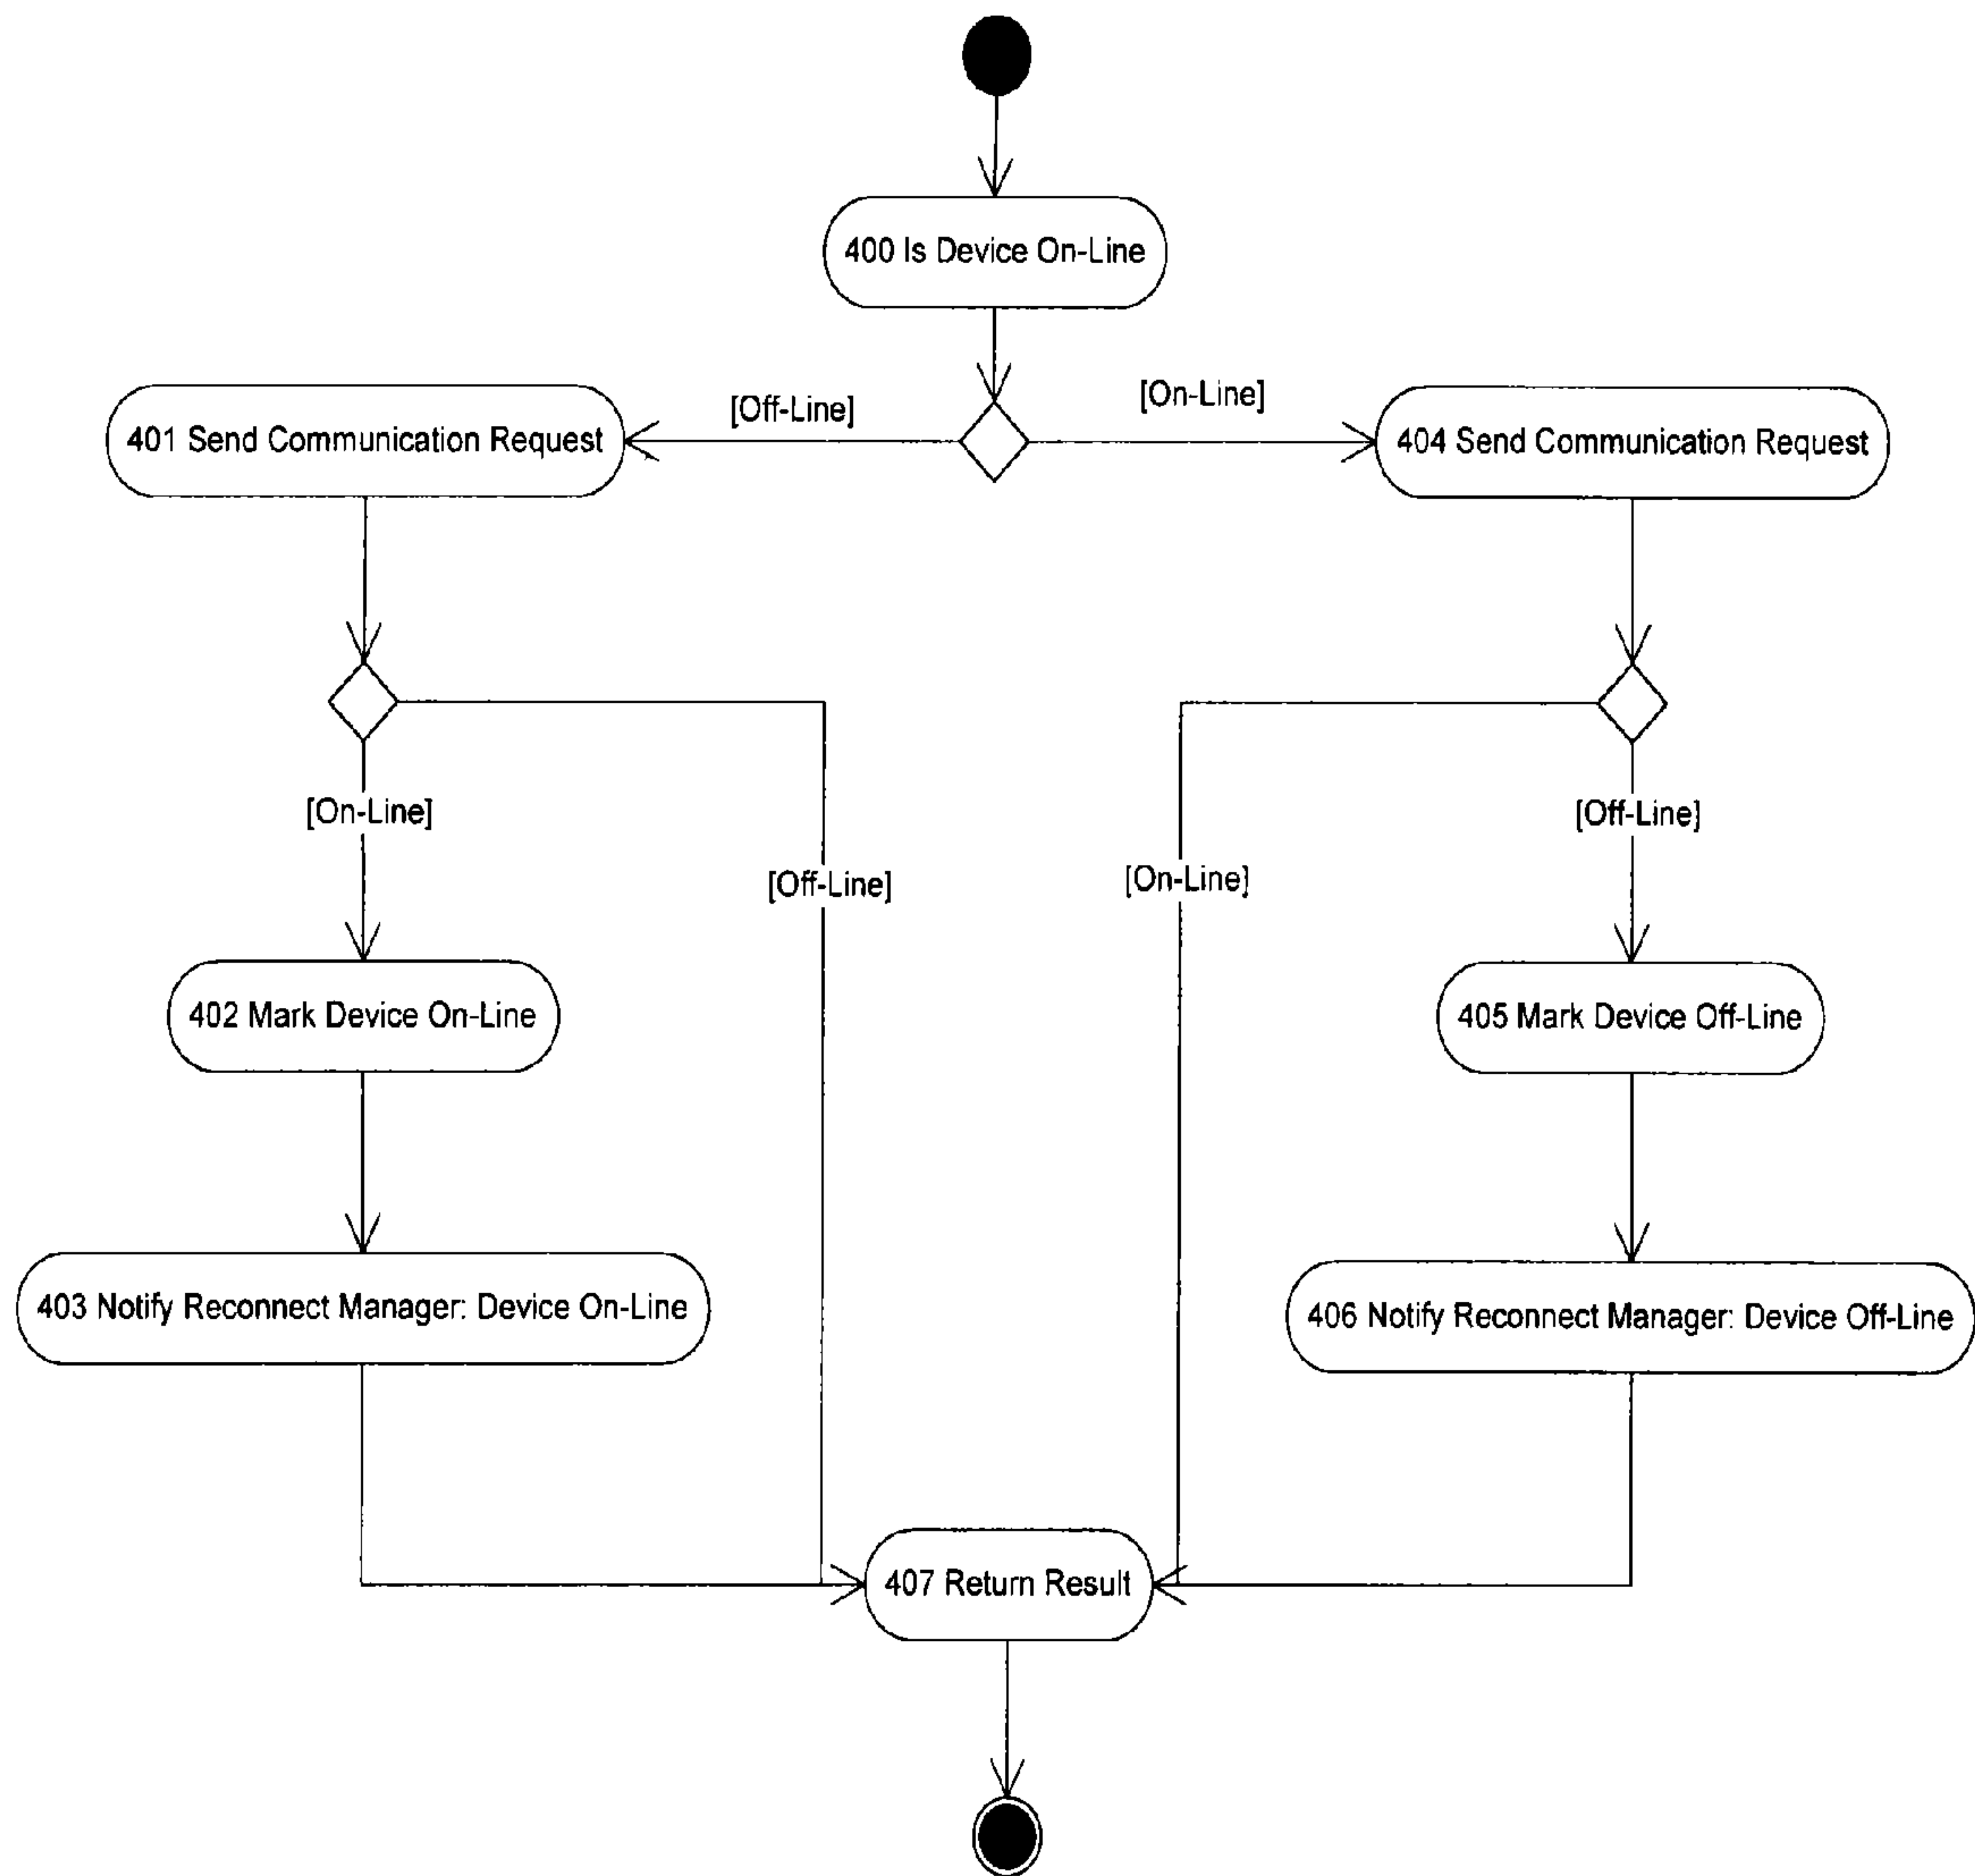 400 Is Device On-Line
[Off-Line]
[On-Line]
401 Send Communication Request
404 Send Communication Request
[On-Line]
[Off-Line]
[Off-Line]
[On-Line]
402 Mark Device On-Line
405 Mark Device Off-Line
403 Notify Reconnect Manager: Device On-Line
406 Notify Reconnect Manager: Device Off-Line
407 Return Result